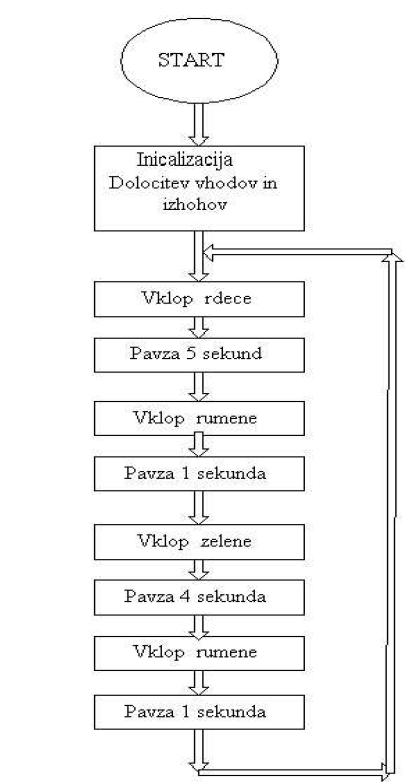 START
Inicalizacija
Dolocitev vhodov in
izhohov
Vklop rdece
Pavza 5 sekund
Vklop rumene
Pavza 1 sekunda
Vklop zelene
Pavza 4 sekunda
Vklop rumene
Pavza 1 sekunda